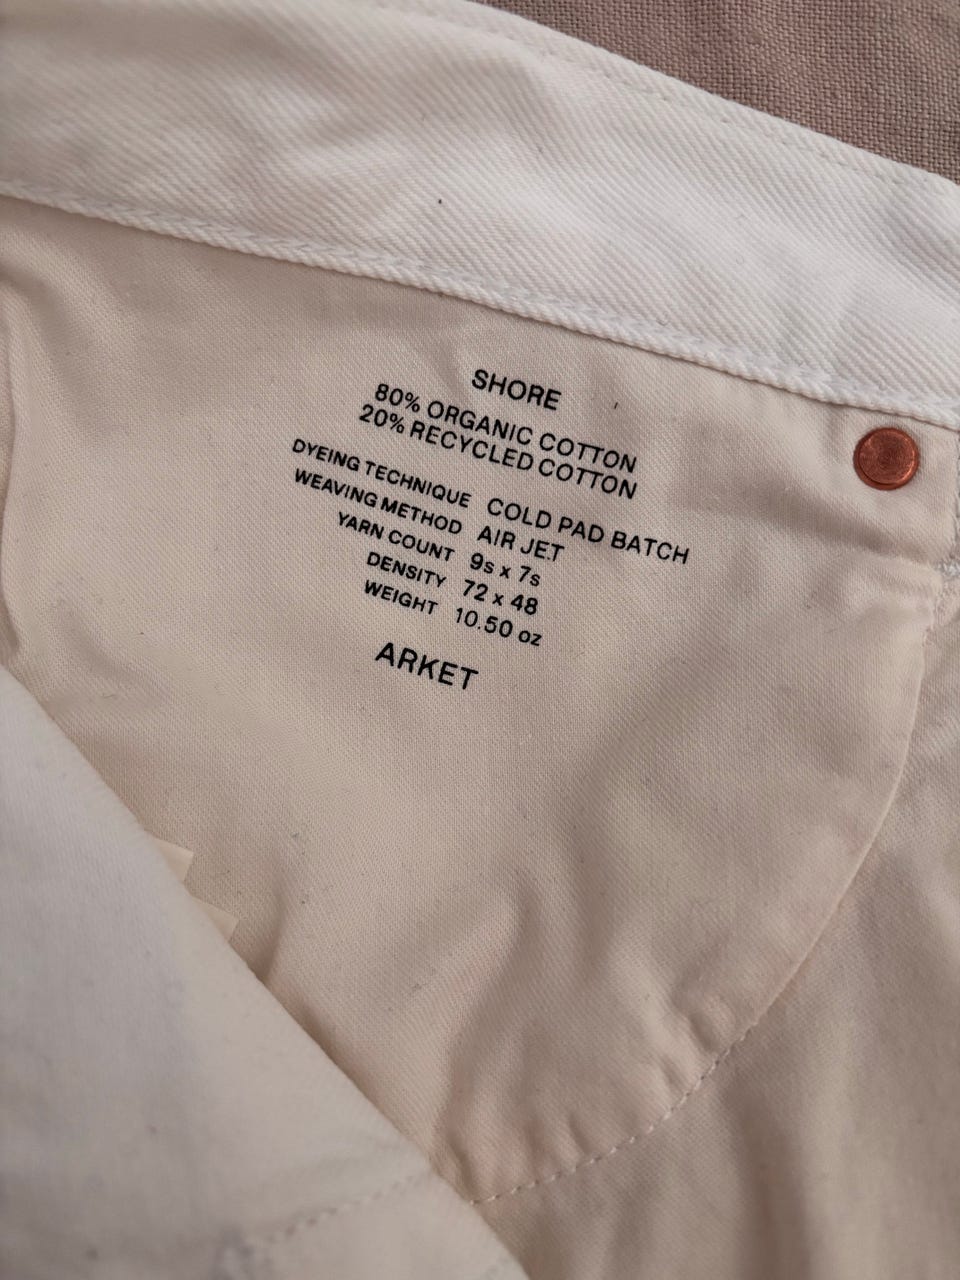 SHORE
80% ORGANIC COTTON
20% RECYCLED COTTON
DYEING TECHNIQUE COLD PAD BATCH
WEAVING METHOD AIR JET
YARN COUNT 9s x 7s
DENSITY 72 x 48
WEIGHT 10.50 oz
ARKET